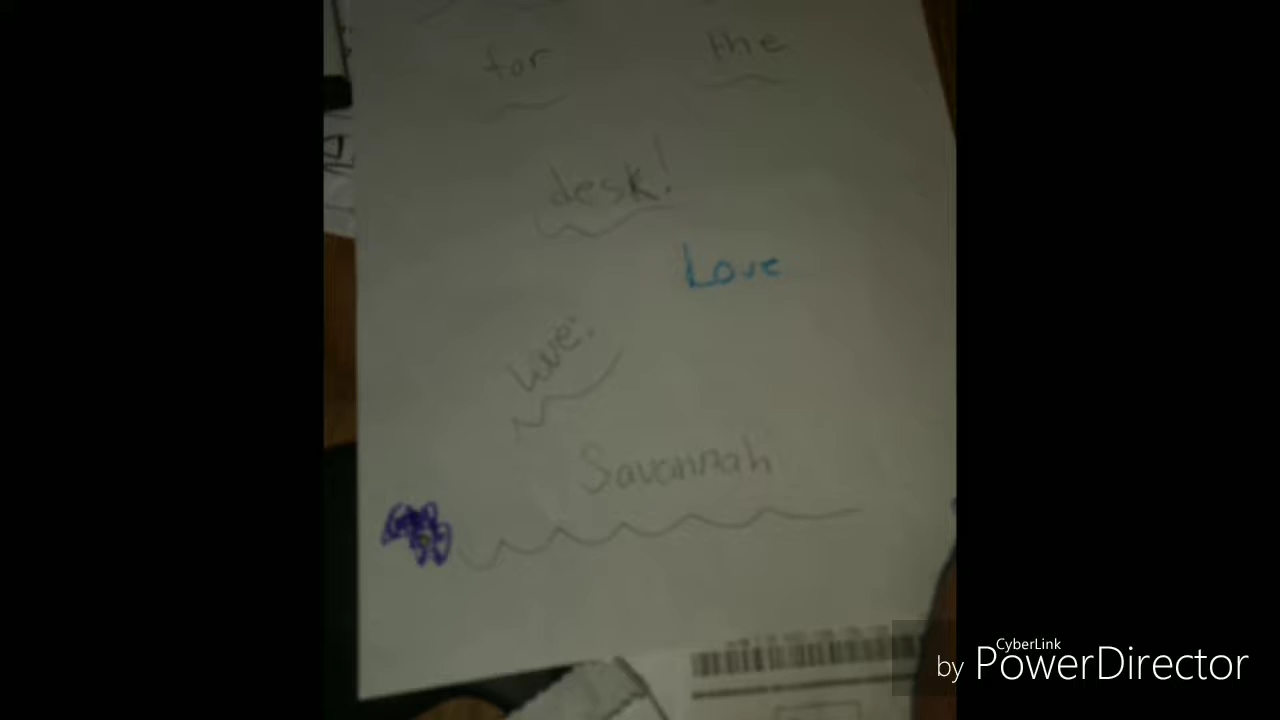 for the
desk!
Love
Love:
Savannah
CyberLink
by PowerDirector